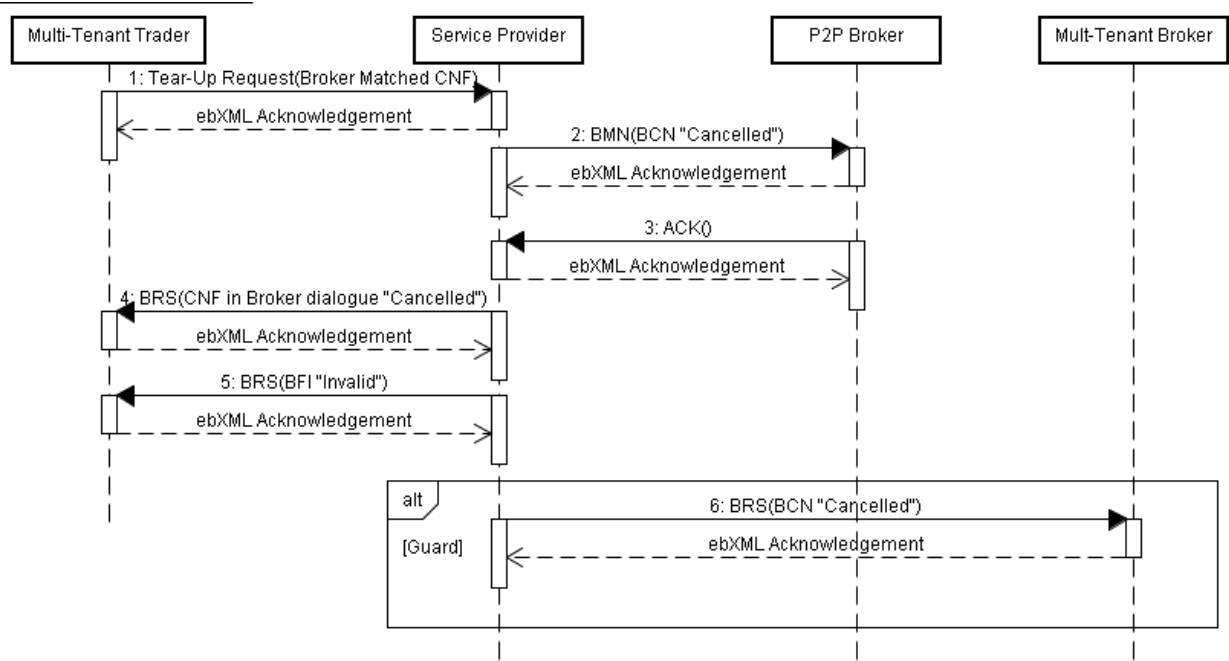 Multi-Tenant Trader
Service Provider
P2P Broker
Mult-Tenant Broker
1: Tear-Up Request(Broker Matched CNF)
ebXML Acknowledgement
2: BMN(BCN "Cancelled")
ebXML Acknowledgement
3: ACK()
ebXML Acknowledgement
4: BRS(CNF in Broker dialogue "Cancelled")
ebXML Acknowledgement
5: BRS(BFI "Invalid")
ebXML Acknowledgement
alt
6: BRS(BCN "Cancelled")
[Guard]
ebXML Acknowledgement